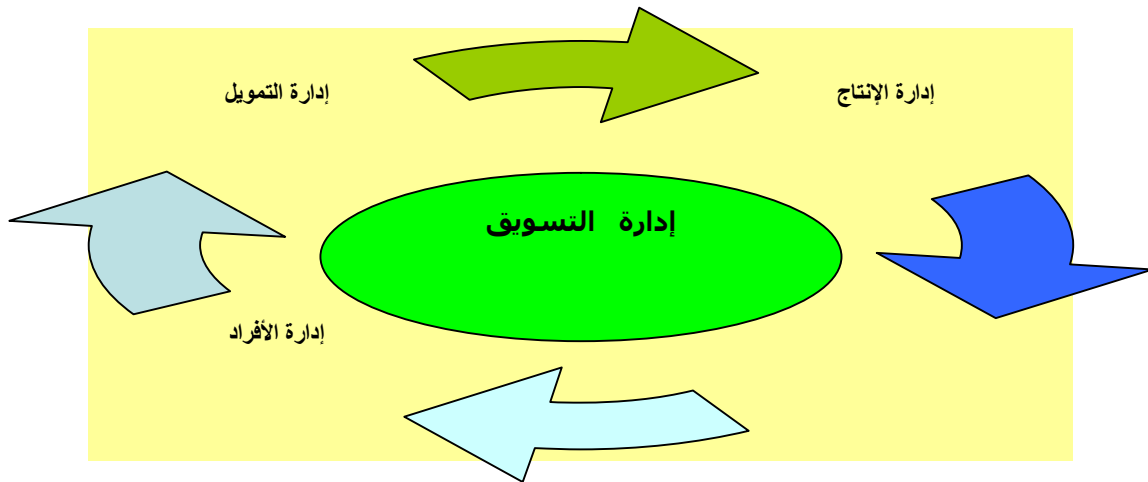 إدارة الإنتاج
إدارة التمويل
إدارة التسويق
إدارة الأفراد